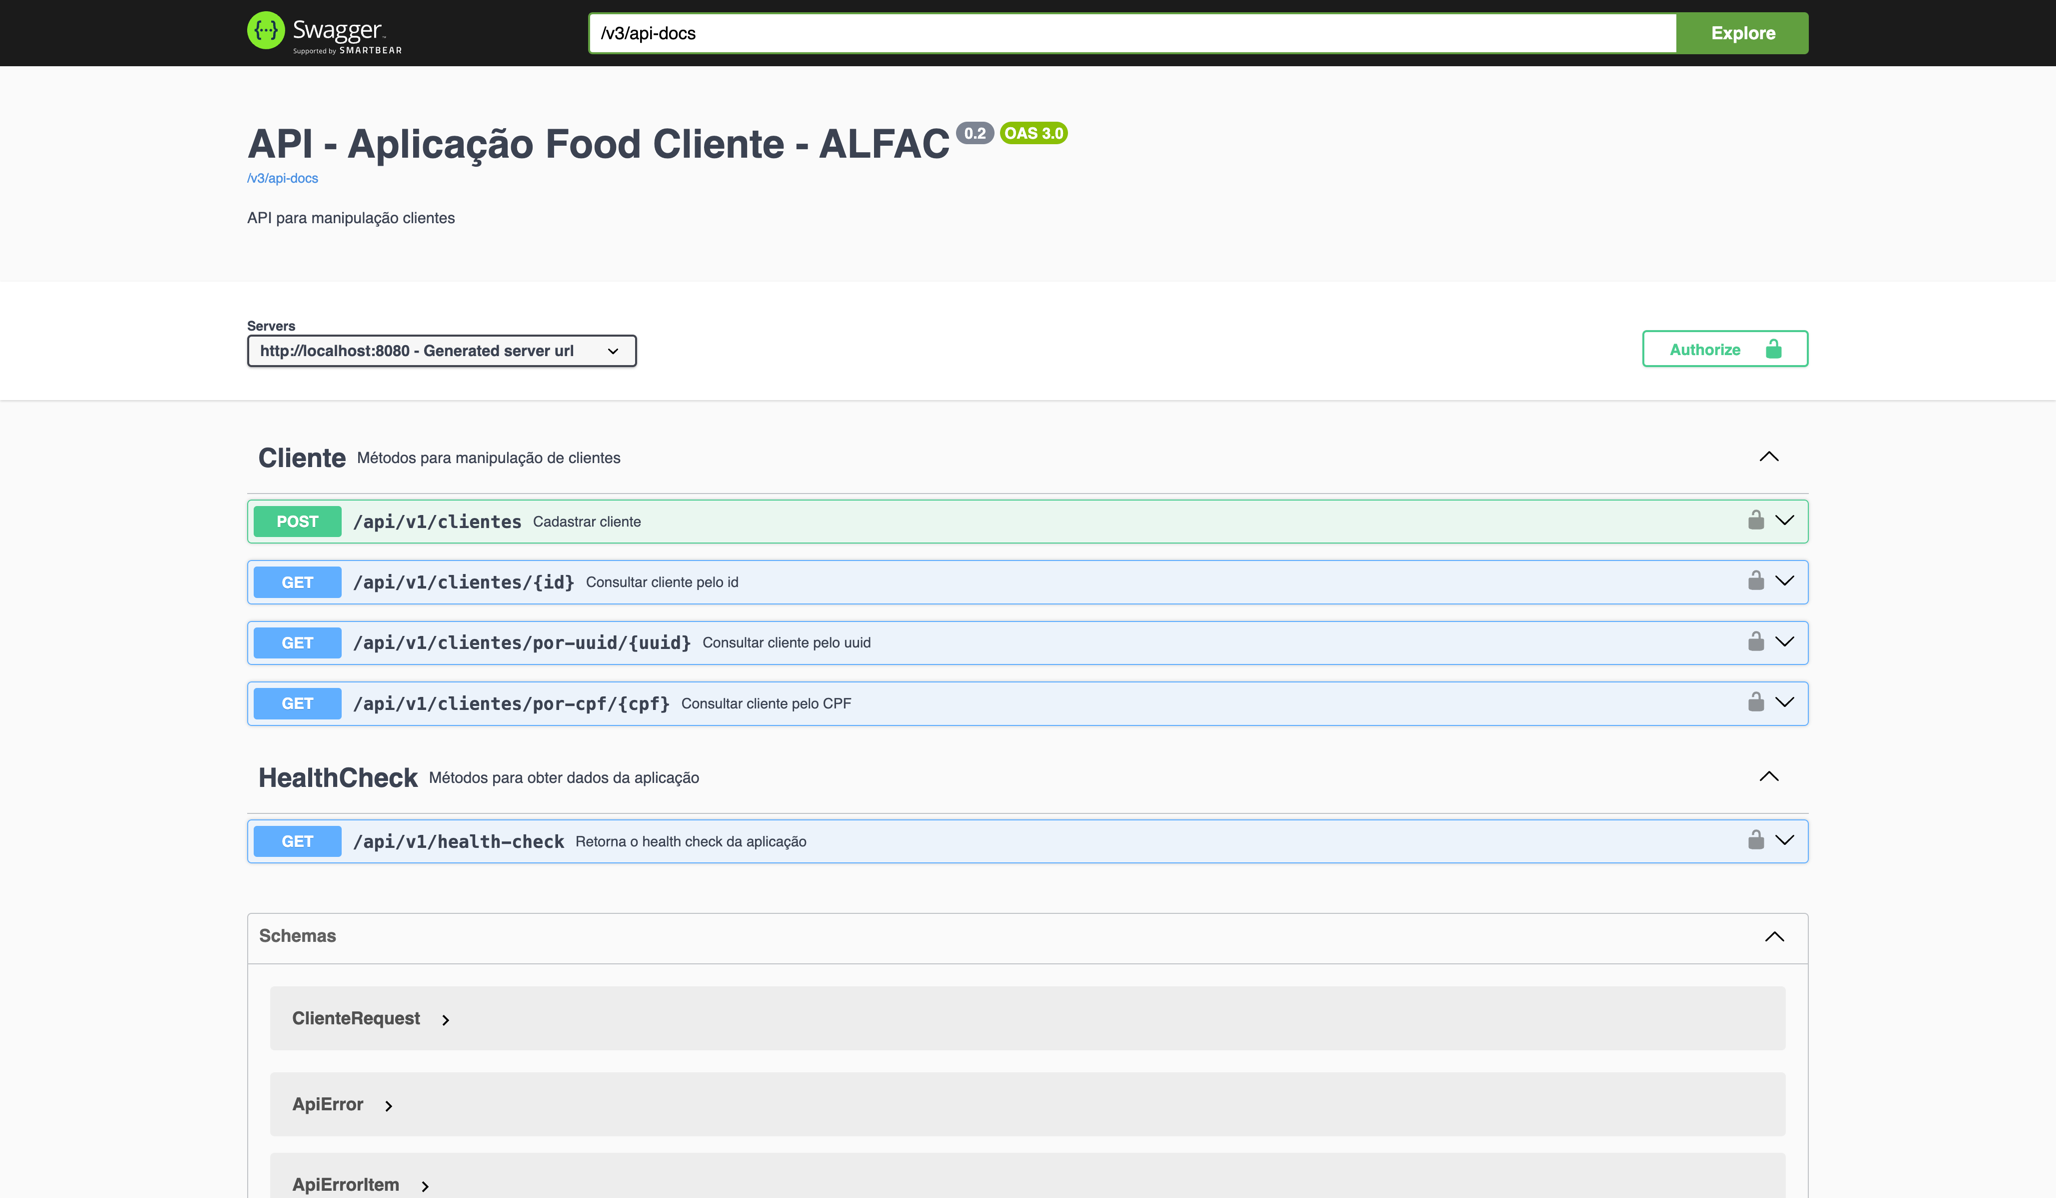 Swagger
Supported by SMARTBEAR
/v3/api-docs
Explore
API - Aplicação Food Cliente - ALFAC 0.2 OAS 3.0
/v3/api-docs
API para manipulação clientes
Servers
http://localhost:8080 - Generated server url
Authorize
Cliente Métodos para manipulação de clientes
POST /api/v1/clientes Cadastrar cliente
GET /api/v1/clientes/{id} Consultar cliente pelo id
GET /api/v1/clientes/por-uuid/{uuid} Consultar cliente pelo uuid
GET /api/v1/clientes/por-cpf/{cpf} Consultar cliente pelo CPF
HealthCheck Métodos para obter dados da aplicação
GET /api/v1/health-check Retorna o health check da aplicação
Schemas
ClienteRequest
ApiError
ApiErrorItem